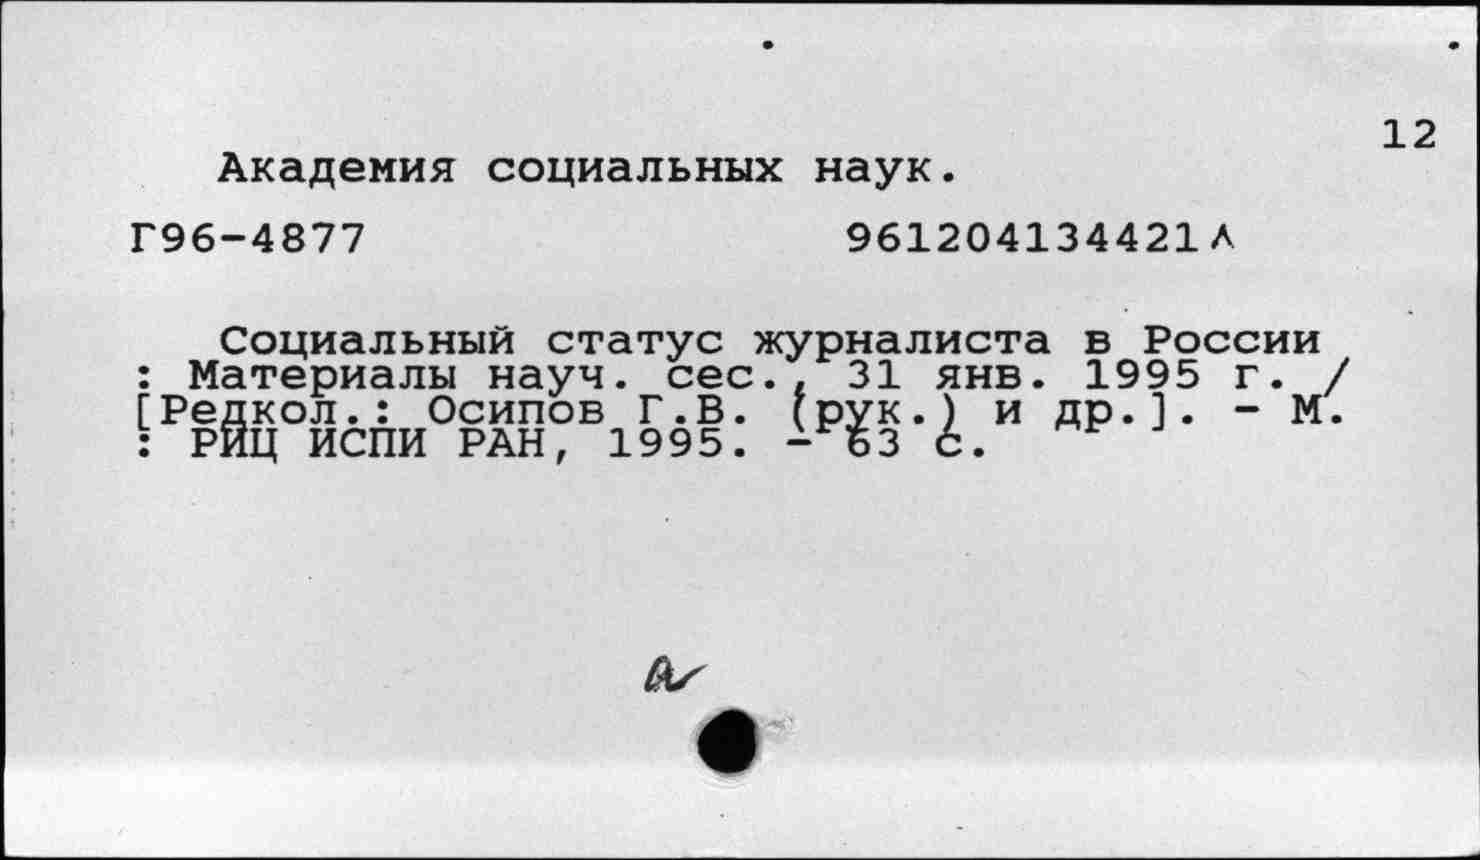 12
Академия социальных наук.
Г96-4877 961204134421Л
Социальный статус журналиста в России
: Материалы науч. сес., 31 янв. 1995 г. /
[Редкол.: Осипов Г.В. (рук.) и др.]. - М.
: РИЦ ИСПИ РАН, 1995. - 63 с.